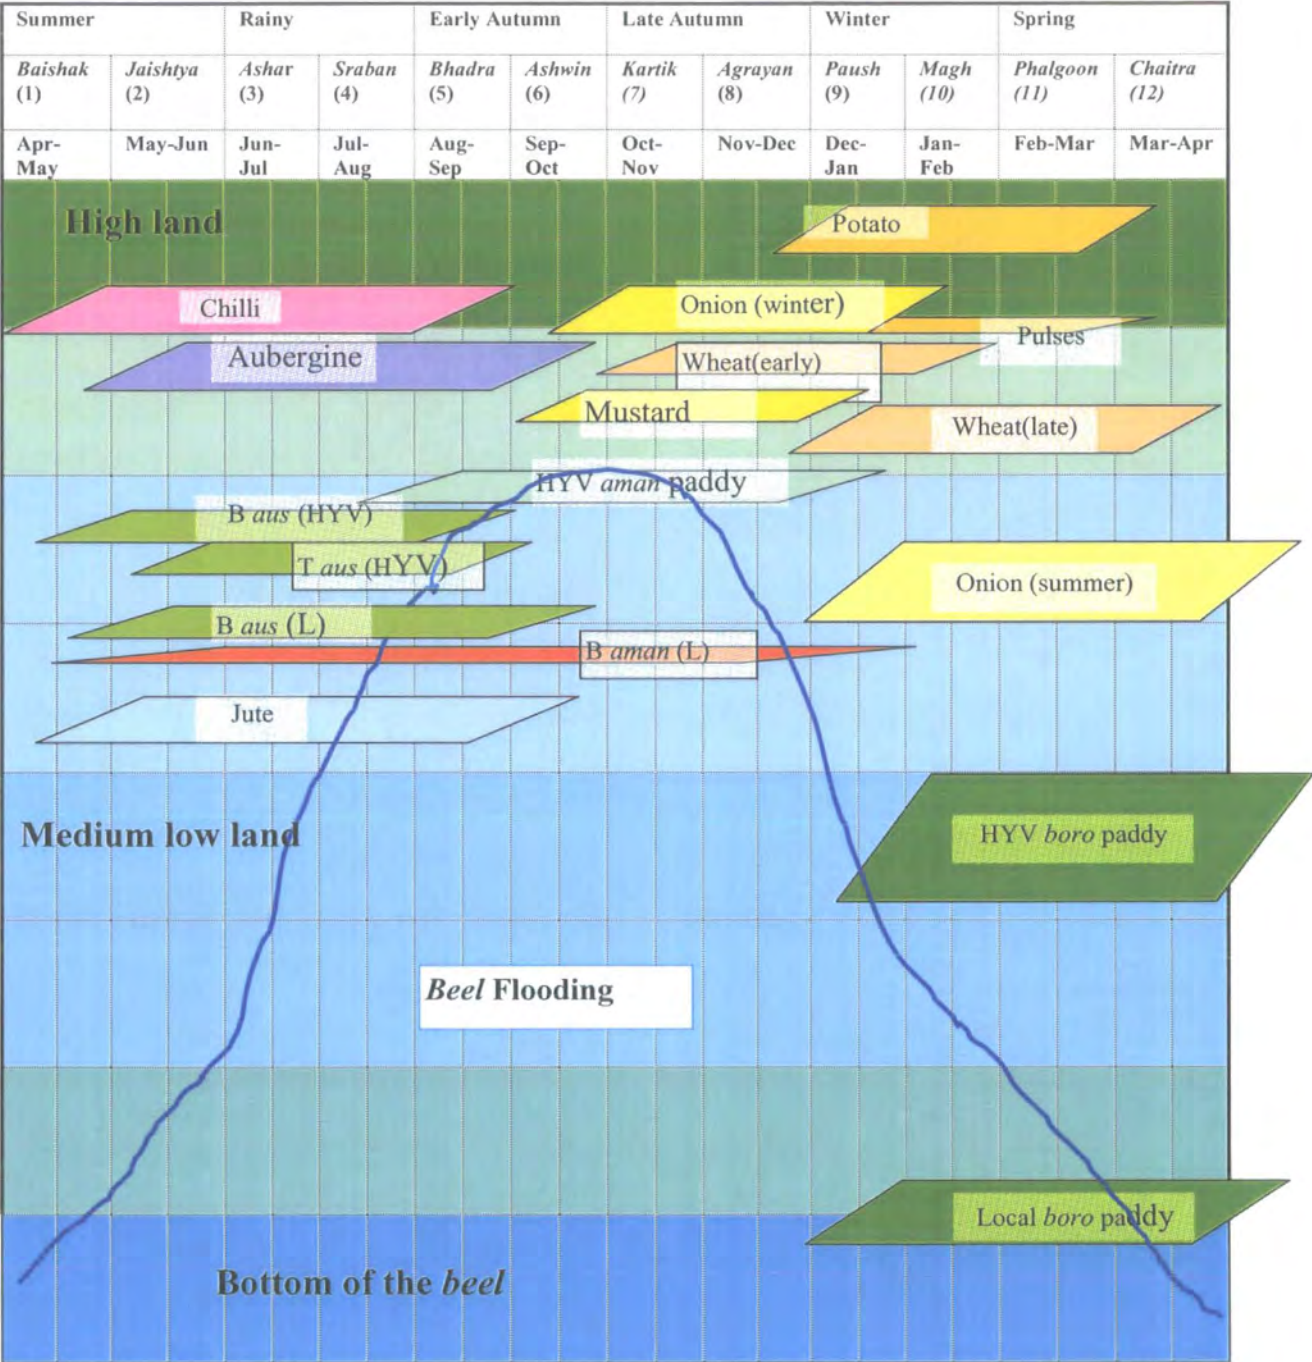 Summer Rainy Early Autumn Late Autumn Winter Spring
Baishak Jaishtya Ashar Sraban Bhadra Ashwin Kartik Agrayan Paush Magh Phalgoon Chaitra
(1) (2) (3) (4) (5) (6) (7) (8) (9) (10) (11) (12)
Apr- May-Jun Jun- Jul- Aug- Sep- Oct- Nov-Dec Dec- Jan- Feb-Mar Mar-Apr
May Jul Aug Sep Oct Nov Jan Feb
High land
Potato
Chilli
Onion (winter)
Pulses
Aubergine
Wheat(early)
Mustard
Wheat(late)
HYV aman paddy
B aus (HYV)
T aus (HYV)
Onion (summer)
B aus (L)
B aman (L)
Jute
Medium low land
HYV boro paddy
Beel Flooding
Local boro paddy
Bottom of the beel